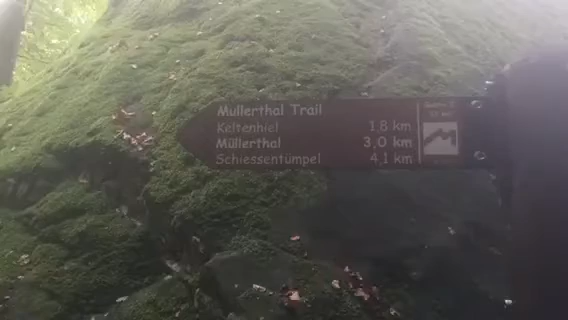 Mullerthal Trail
Keltenhiel 1,8 km
Müllerthal 3,0 km
Schiessentümpel 4,1 km